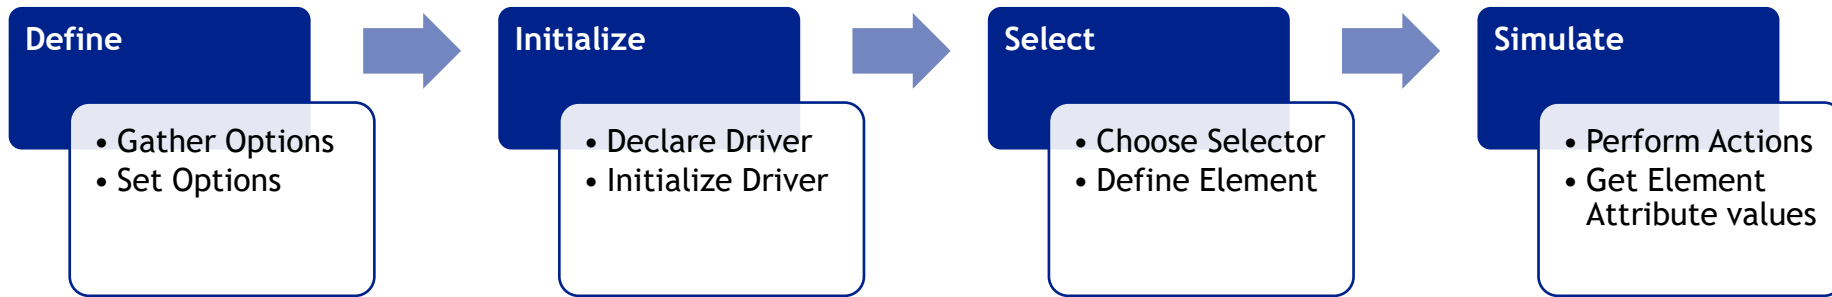 Define
• Gather Options
• Set Options
Initialize
• Declare Driver
• Initialize Driver
Select
• Choose Selector
• Define Element
Simulate
• Perform Actions
• Get Element
Attribute values